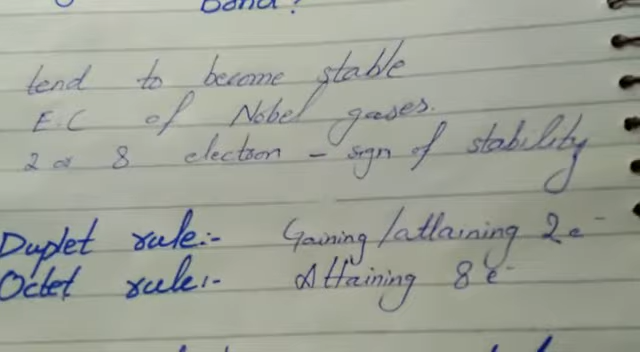 Bond?
tend to become stable
E.C of Nobel gases.
2 or 8 electron - sign of stability
Duplet rule:- Gaining/attaining 2e⁻
Octet rule:- Attaining 8e⁻